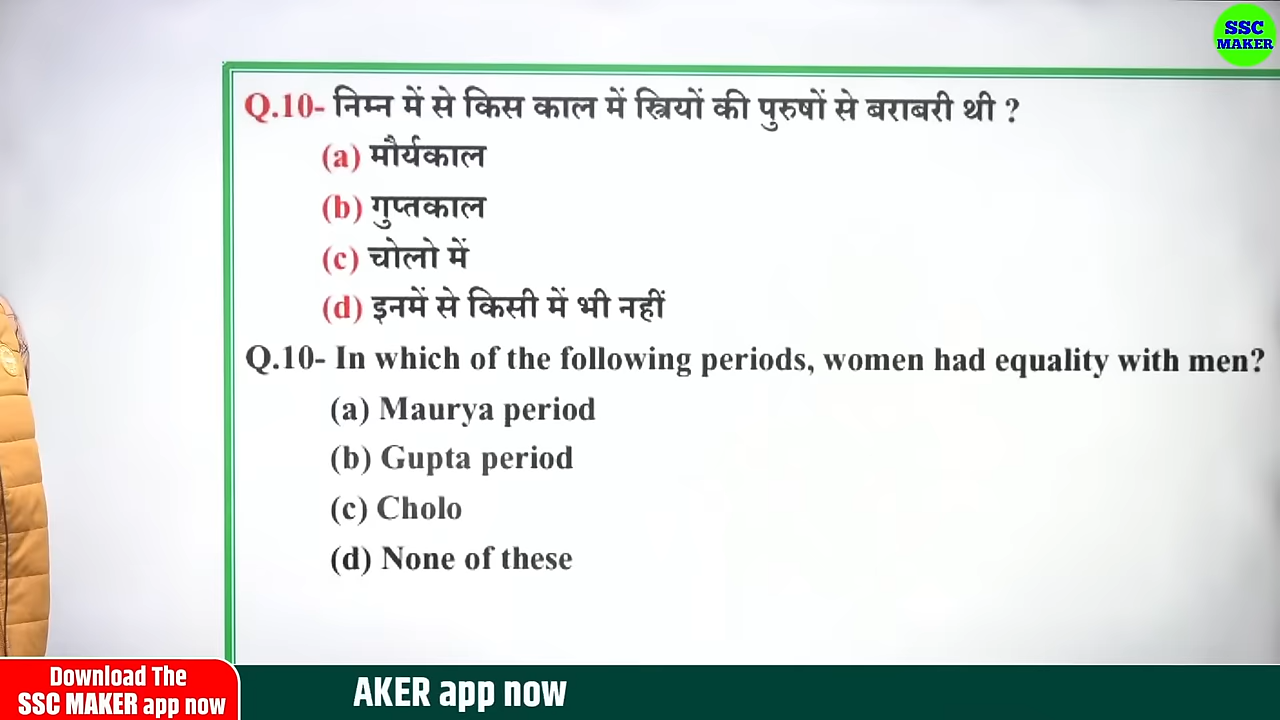 SSC
MAKER
Q.10- निम्न में से किस काल में स्त्रियों की पुरुषों से बराबरी थी ?
(a) मौर्यकाल
(b) गुप्तकाल
(c) चोलो में
(d) इनमें से किसी में भी नहीं
Q.10- In which of the following periods, women had equality with men?
(a) Maurya period
(b) Gupta period
(c) Cholo
(d) None of these
Download The
SSC MAKER app now
AKER app now